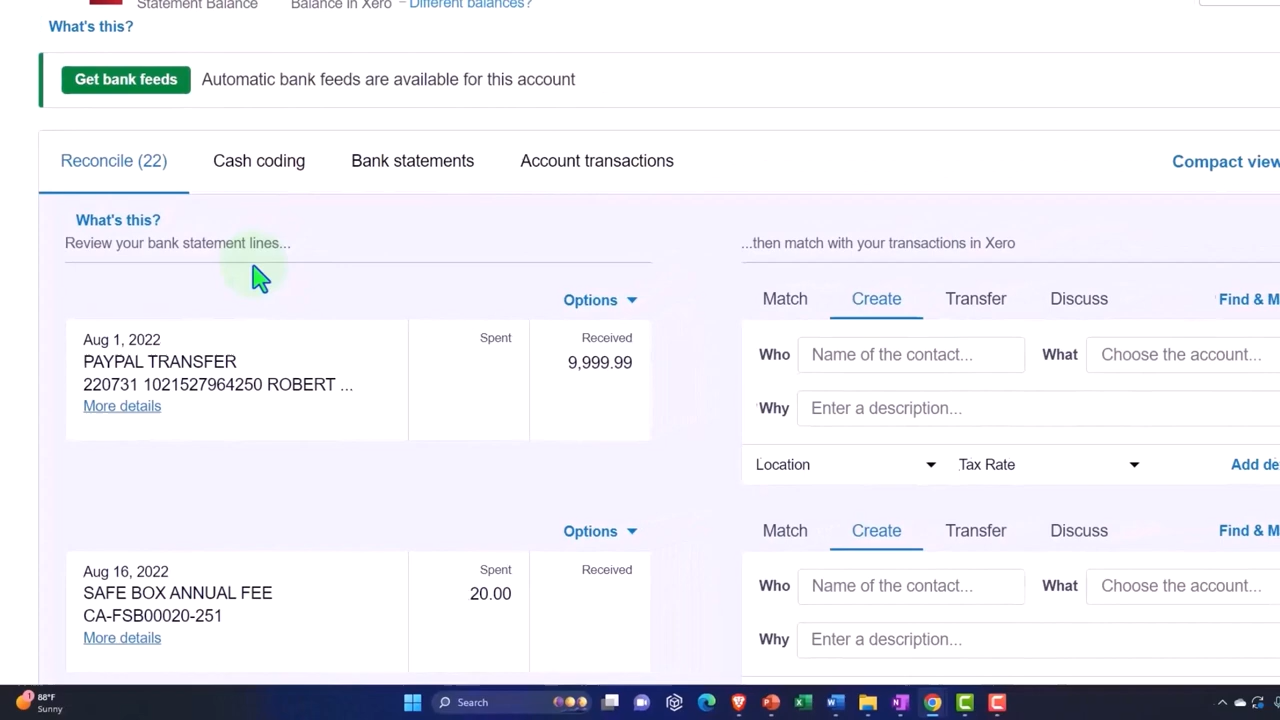 Statement Balance Balance in Xero - Different balances?
What's this?
Get bank feeds Automatic bank feeds are available for this account
Reconcile (22) Cash coding Bank statements Account transactions Compact view
What's this?
Review your bank statement lines... ...then match with your transactions in Xero
Options Match Create Transfer Discuss Find & M
Aug 1, 2022 Spent Received
PAYPAL TRANSFER 9,999.99 Who Name of the contact... What Choose the account...
220731 1021527964250 ROBERT ...
More details Why Enter a description...
Location Tax Rate Add de
Options Match Create Transfer Discuss Find & M
Aug 16, 2022 Spent Received
SAFE BOX ANNUAL FEE 20.00 Who Name of the contact... What Choose the account...
CA-FSB00020-251
More details Why Enter a description...
1 88°F
Sunny Search